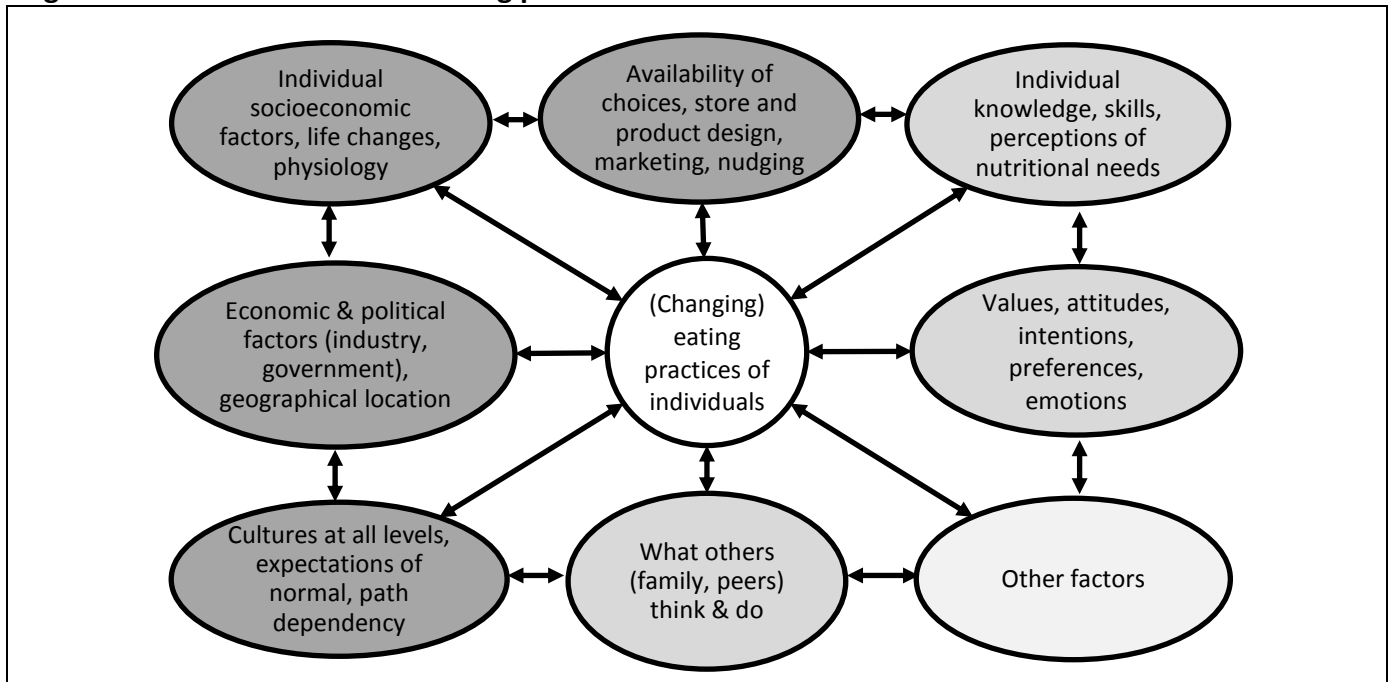 Individual
socioeconomic
factors, life changes,
physiology
Availability of
choices, store and
product design,
marketing, nudging
Individual
knowledge, skills,
perceptions of
nutritional needs
Economic & political
factors (industry,
government),
geographical location
(Changing)
eating
practices of
individuals
Values, attitudes,
intentions,
preferences,
emotions
Cultures at all levels,
expectations of
normal, path
dependency
What others
(family, peers)
think & do
Other factors